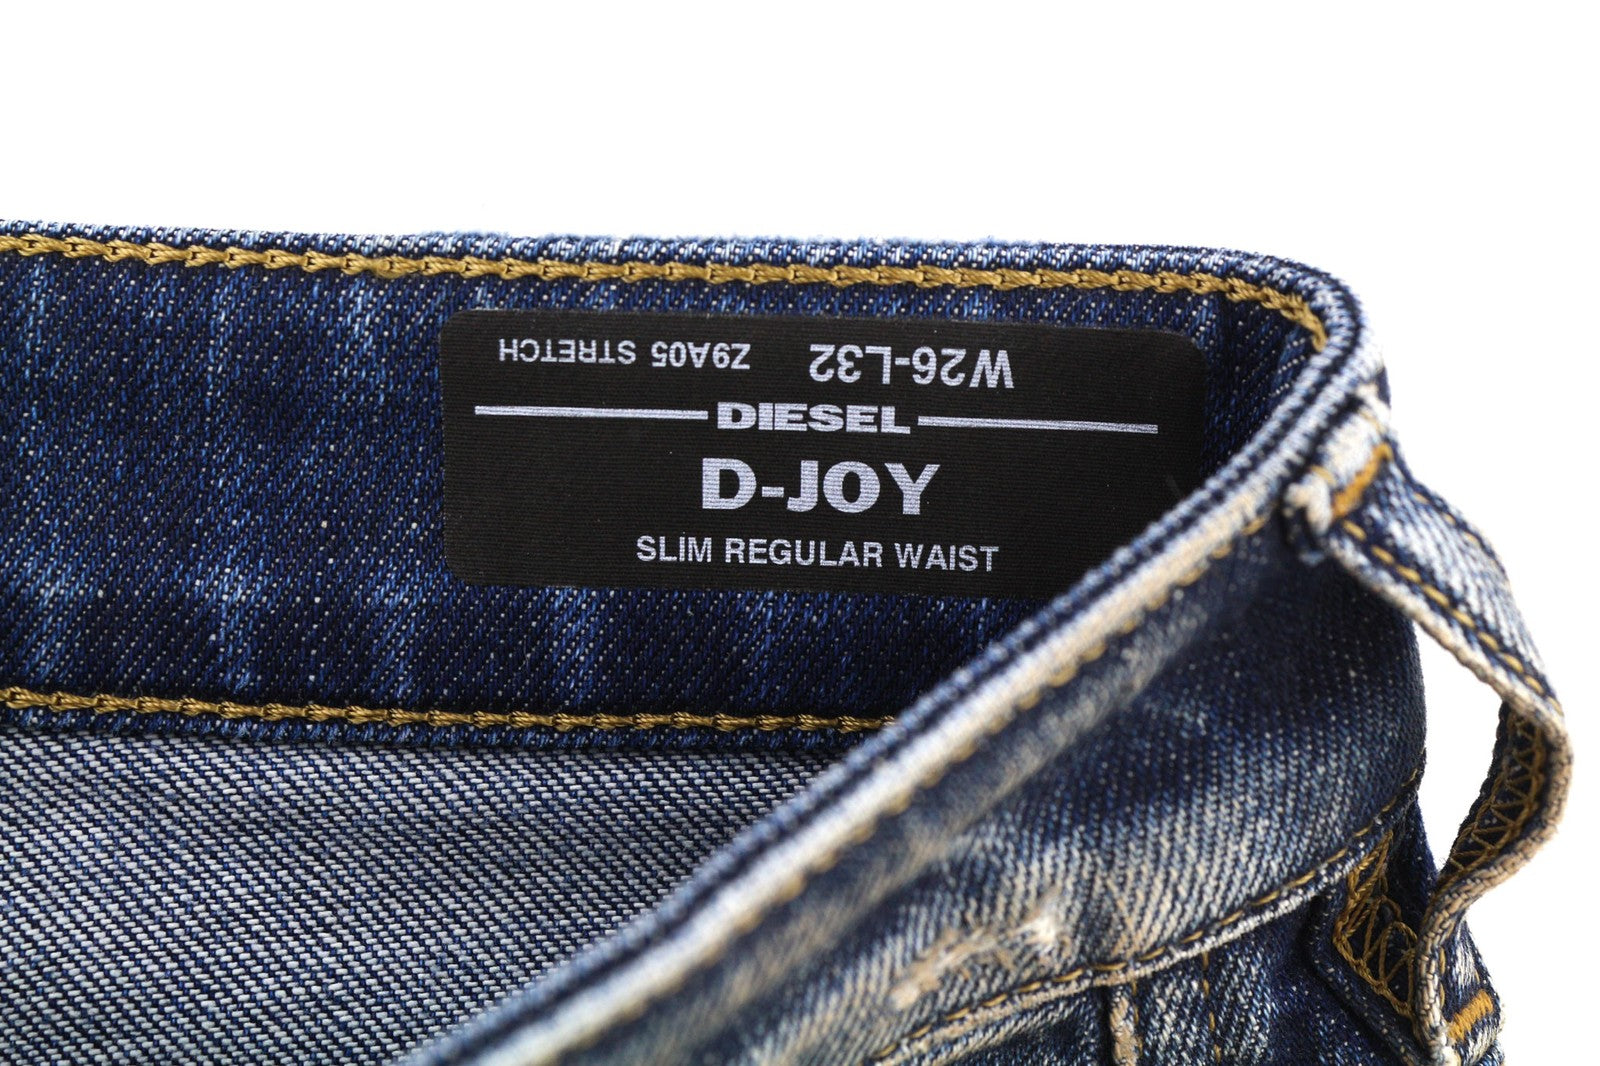 W26-L32 Z9A05 STRETCH
DIESEL
D-JOY
SLIM REGULAR WAIST